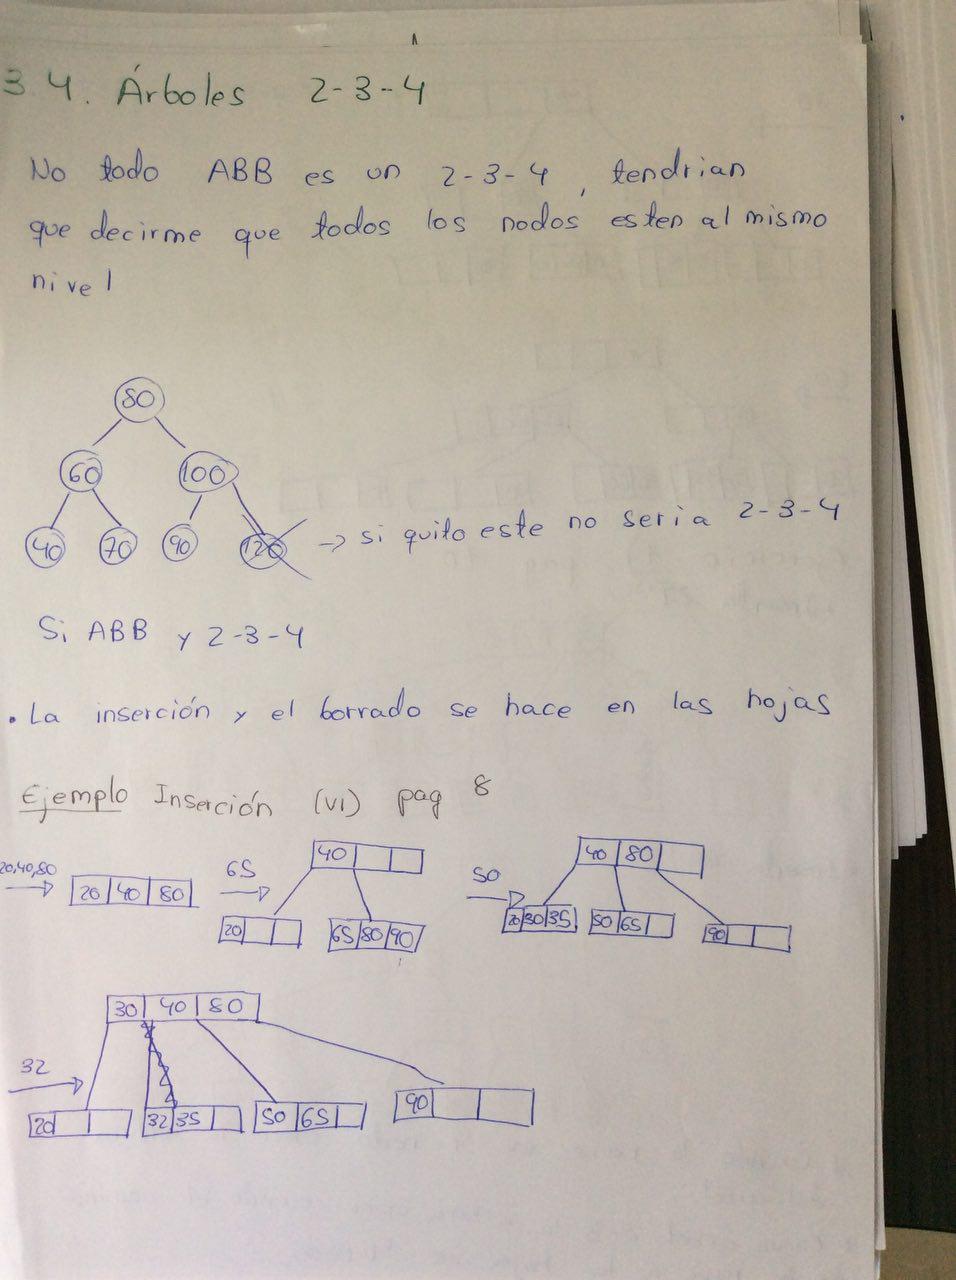 3 4. Árboles 2-3-4
No todo ABB es un 2-3-4, tendrian
que decirme que todos los nodos esten al mismo
nivel
80
60 100
40 70 90 120 → si quito este no seria 2-3-4
Si ABB y 2-3-4
• La inserción y el borrado se hace en las hojas
Ejemplo Inserción (VI) pag 8
20,40,80 → 20 40 80
65 → 40
20 65 80 90
50 → 40 80
20 30 35 50 65 90
32 → 30 40 80
20 32 35 50 65 90